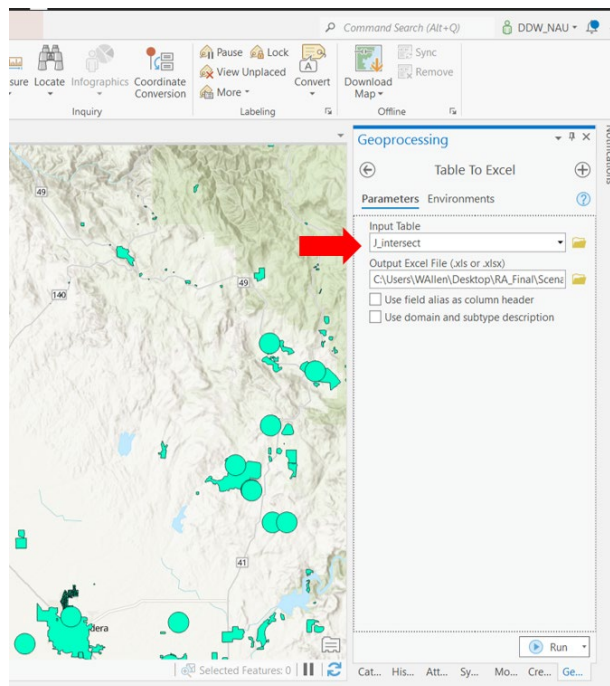 Command Search (Alt+Q)
DDW_NAU
sure Locate Infographics Coordinate Conversion
Pause Lock
View Unplaced
More
Convert
Download Map
Sync
Remove
Inquiry
Labeling
Offline
Geoprocessing
Table To Excel
Parameters Environments
Input Table
J_intersect
Output Excel File (.xls or .xlsx)
C:\Users\WAllen\Desktop\RA_Final\Scena
Use field alias as column header
Use domain and subtype description
49
140
49
41
dera
Run
Selected Features: 0
Cat... His... Att... Sy... Mo... Cre... Ge...